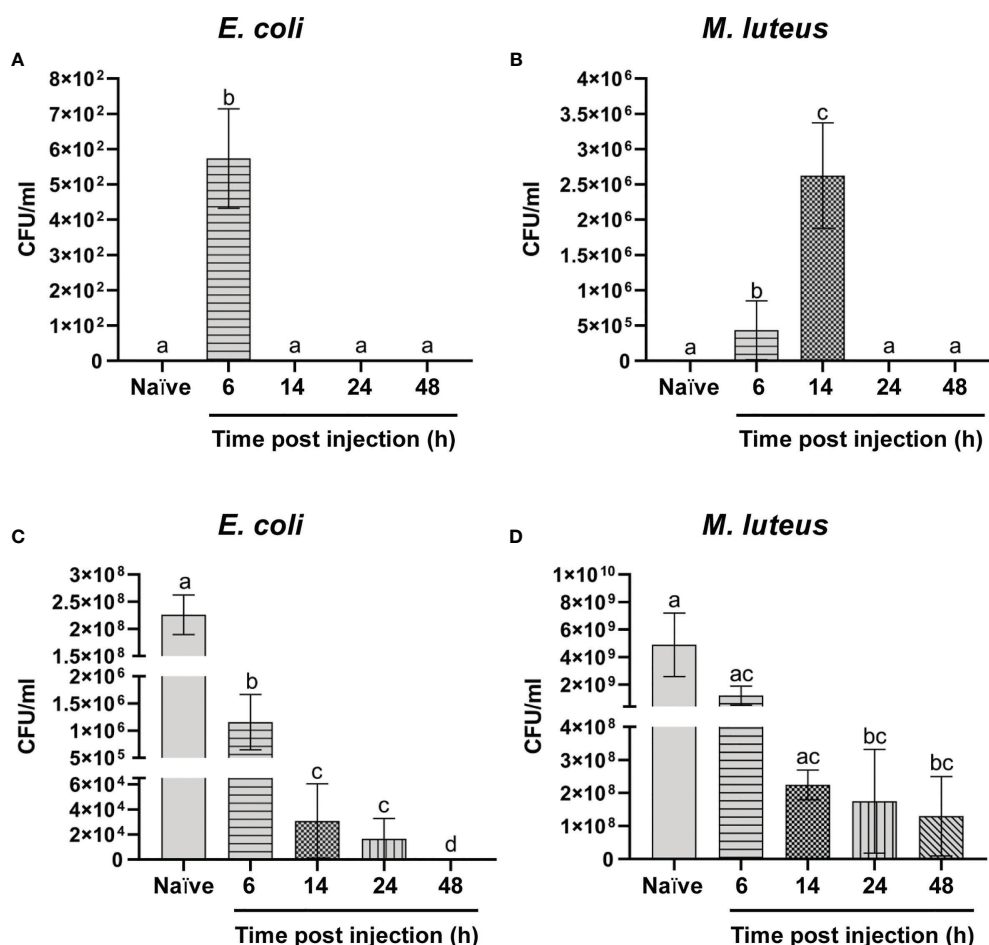 E. coli
M. luteus
A
B
8×10²
7×10²
6×10²
5×10²
4×10²
3×10²
2×10²
1×10²
0
CFU/ml
a
b
a
a
a
Naïve
6
14
24
48
Time post injection (h)
4×10⁶
3.5×10⁶
3×10⁶
2.5×10⁶
2×10⁶
1.5×10⁶
1×10⁶
5×10⁵
0
CFU/ml
a
b
c
a
a
Naïve
6
14
24
48
Time post injection (h)
E. coli
M. luteus
C
D
3×10⁸
2.5×10⁸
2×10⁸
1.5×10⁸
2×10⁶
1.5×10⁶
1×10⁶
5×10⁵
6×10⁴
4×10⁴
2×10⁴
0
CFU/ml
a
b
c
c
d
Naïve
6
14
24
48
Time post injection (h)
1×10¹⁰
8×10⁹
6×10⁹
4×10⁹
2×10⁹
4×10⁸
3×10⁸
2×10⁸
1×10⁸
0
CFU/ml
a
ac
ac
bc
bc
Naïve
6
14
24
48
Time post injection (h)